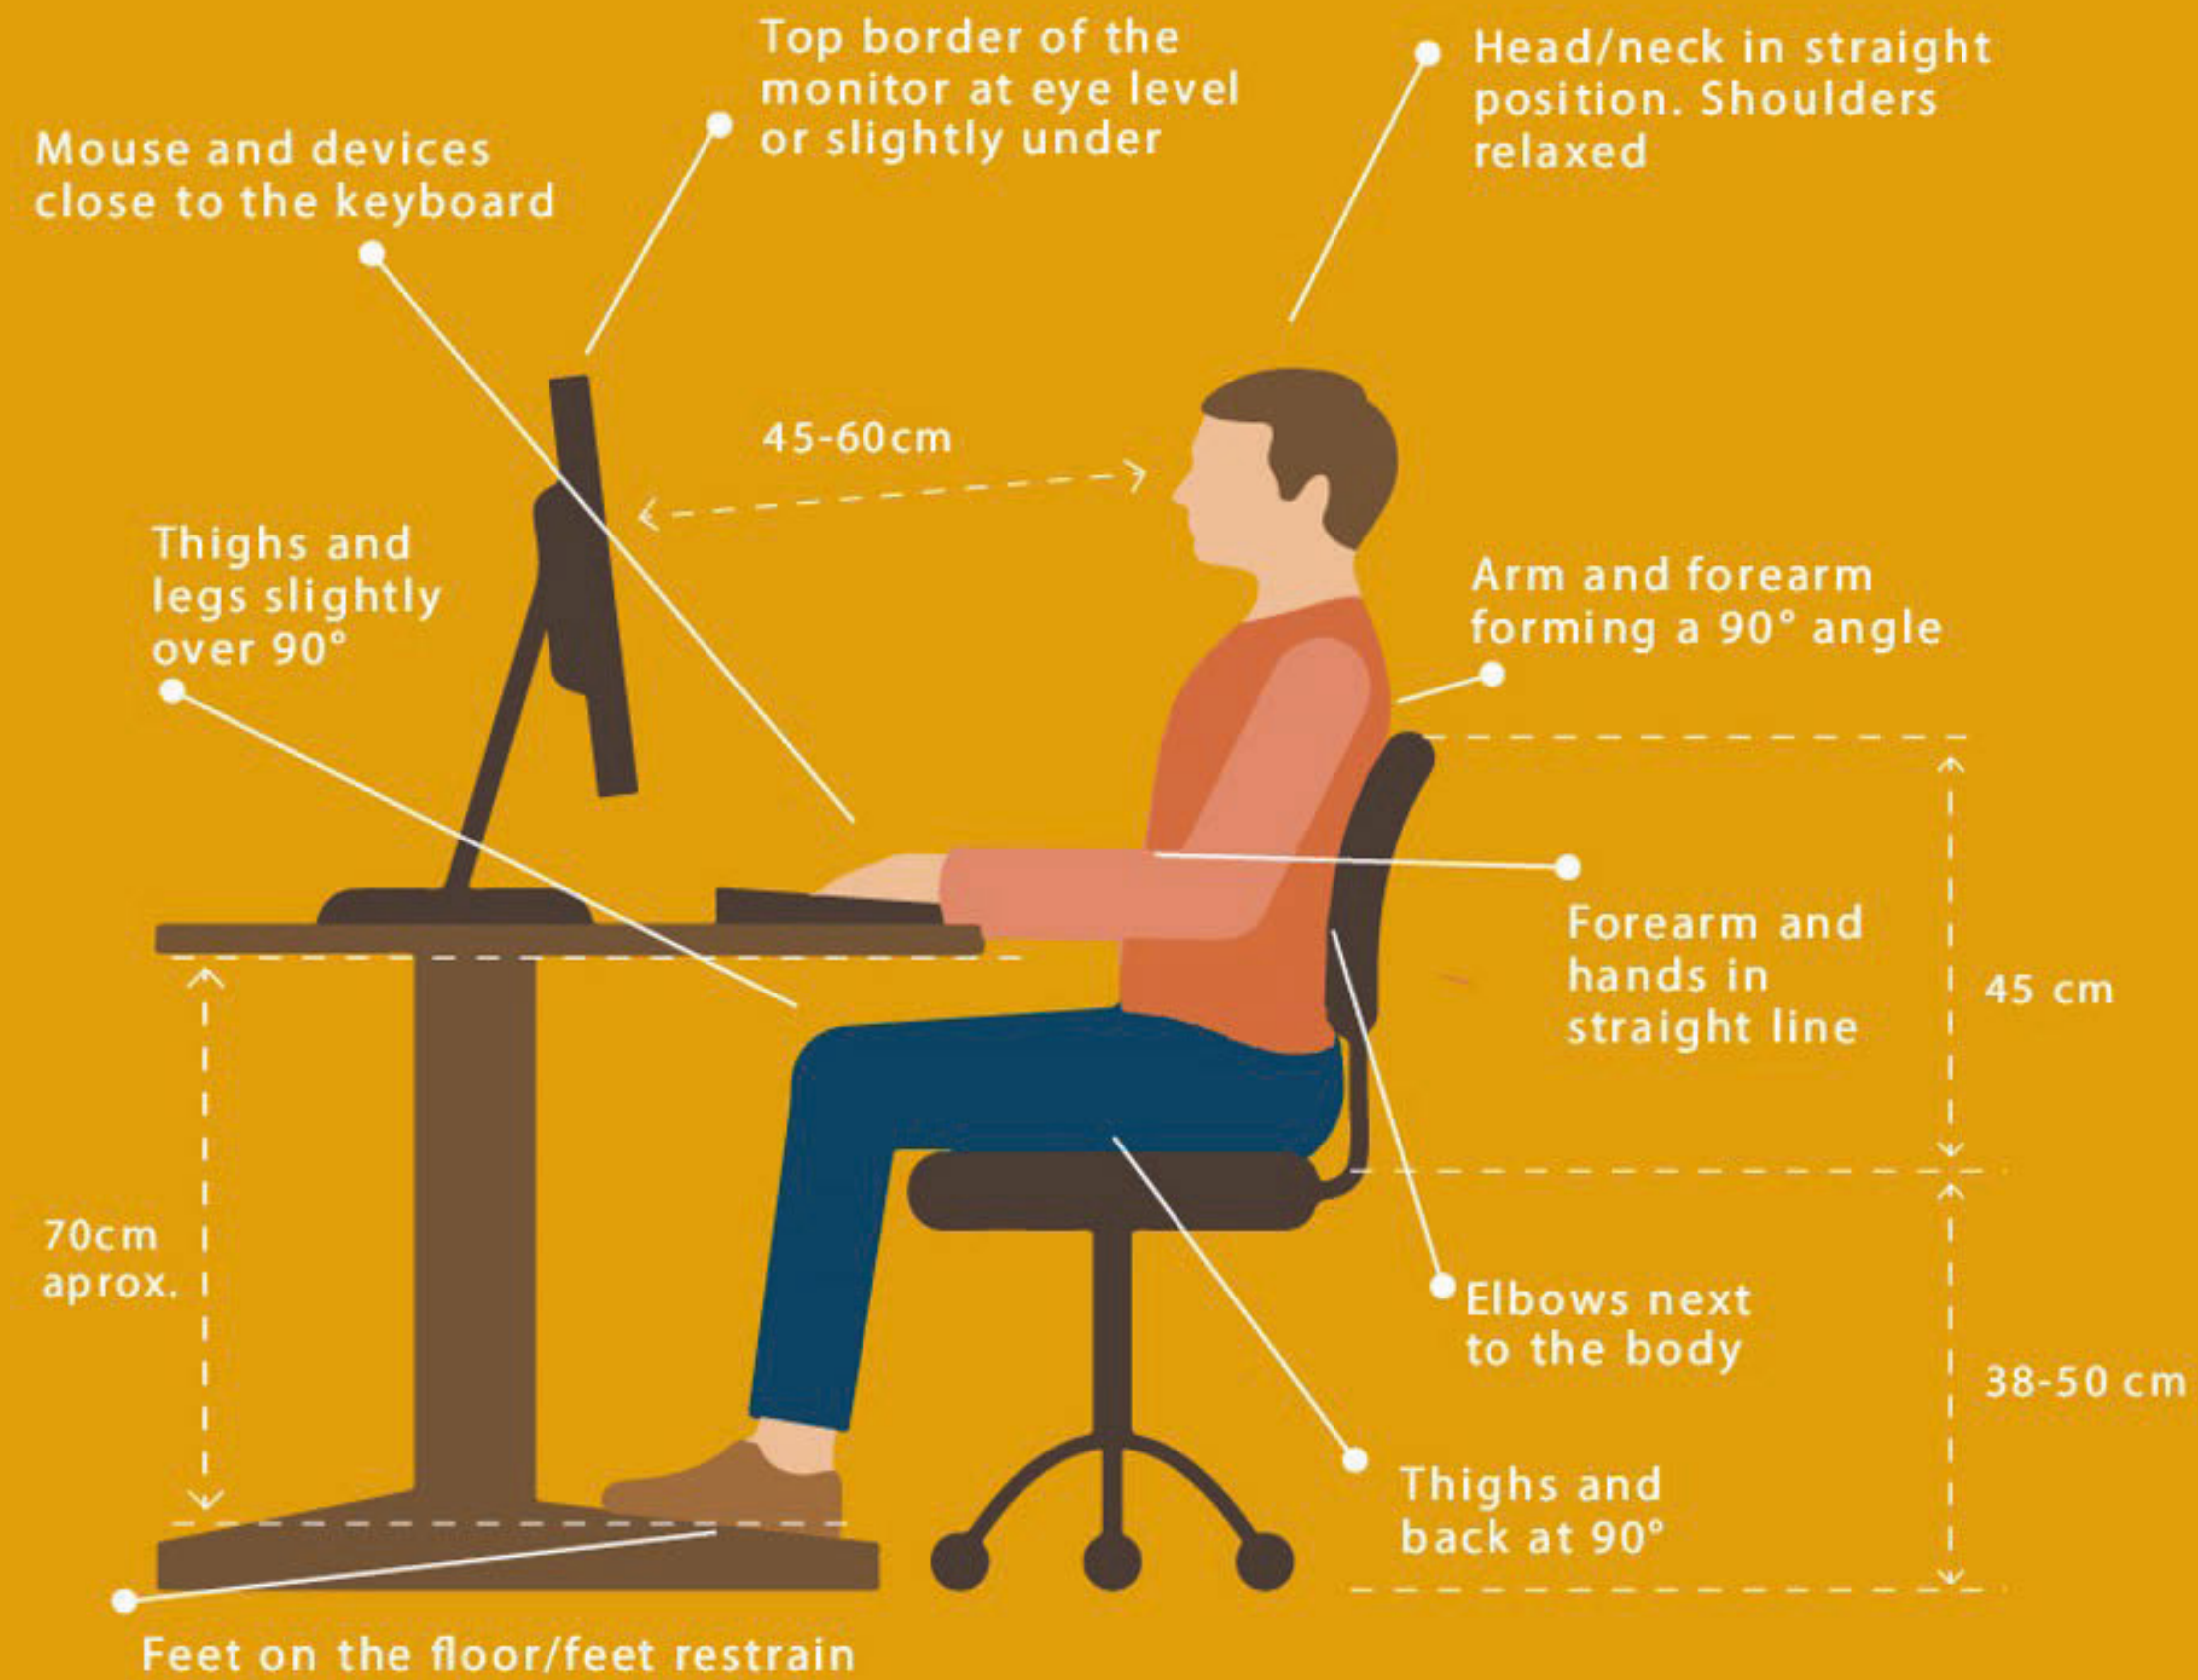 Top border of the
monitor at eye level
or slightly under
Head/neck in straight
position. Shoulders
relaxed
Mouse and devices
close to the keyboard
45-60cm
Thighs and
legs slightly
over 90°
Arm and forearm
forming a 90° angle
Forearm and
hands in
straight line
45 cm
70cm
aprox.
Elbows next
to the body
38-50 cm
Thighs and
back at 90°
Feet on the floor/feet restrain